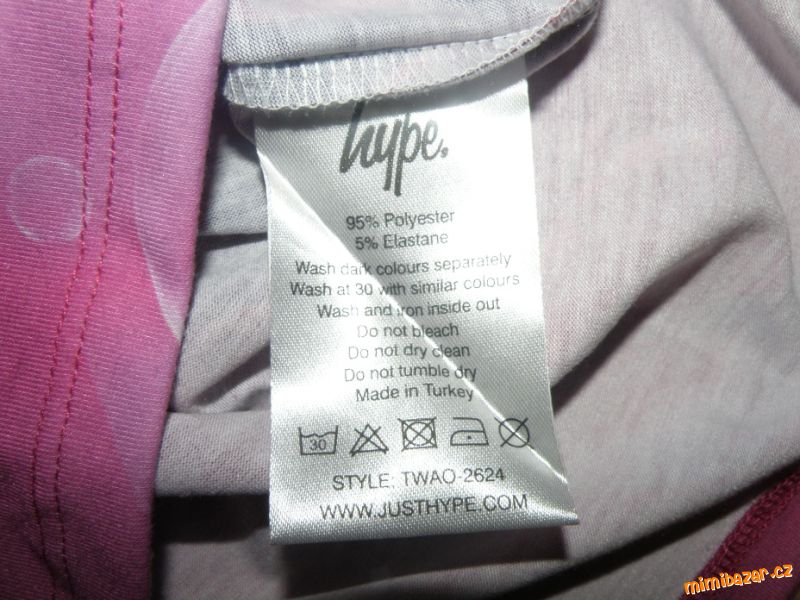 hype.
95% Polyester
5% Elastane
Wash dark colours separately
Wash at 30 with similar colours
Wash and iron inside out
Do not bleach
Do not dry clean
Do not tumble dry
Made in Turkey
30
STYLE: TWAO-2624
WWW.JUSTHYPE.COM
mimibazar.cz